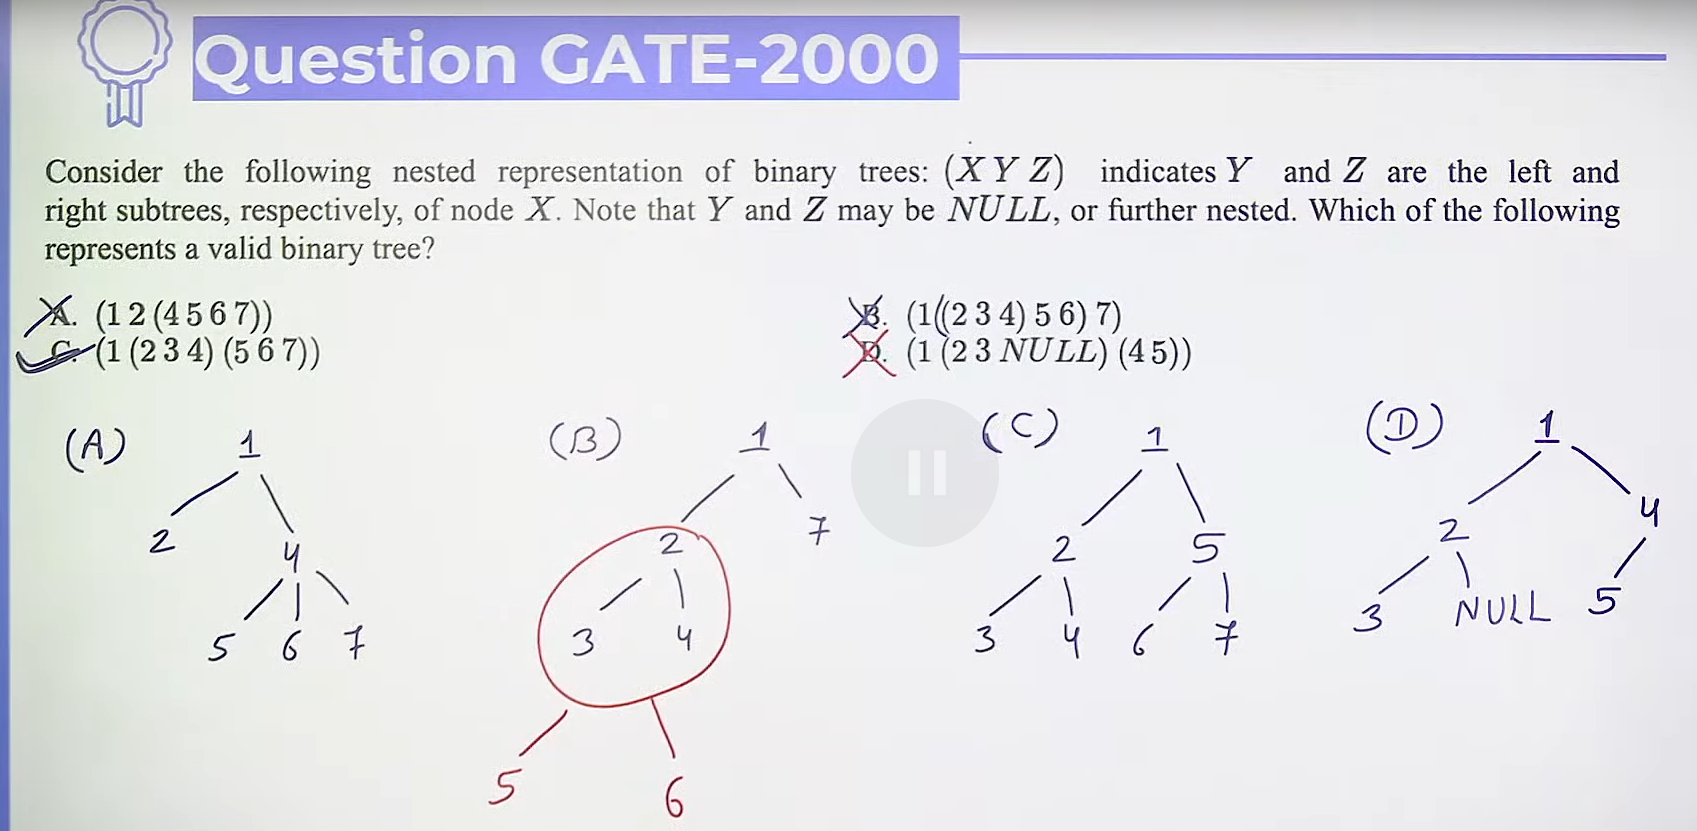 Question GATE-2000
Consider the following nested representation of binary trees: (X Y Z) indicates Y and Z are the left and
right subtrees, respectively, of node X. Note that Y and Z may be NULL, or further nested. Which of the following
represents a valid binary tree?
A. (1 2 (4 5 6 7))
B. (1((2 3 4) 5 6) 7)
C. (1 (2 3 4) (5 6 7))
D. (1 (2 3 NULL) (4 5))
(A) 1
2 4
5 6 7
(B) 1
2 7
3 4
5 6
(C) 1
2 5
3 4 6 7
(D) 1
2 4
3 NULL 5